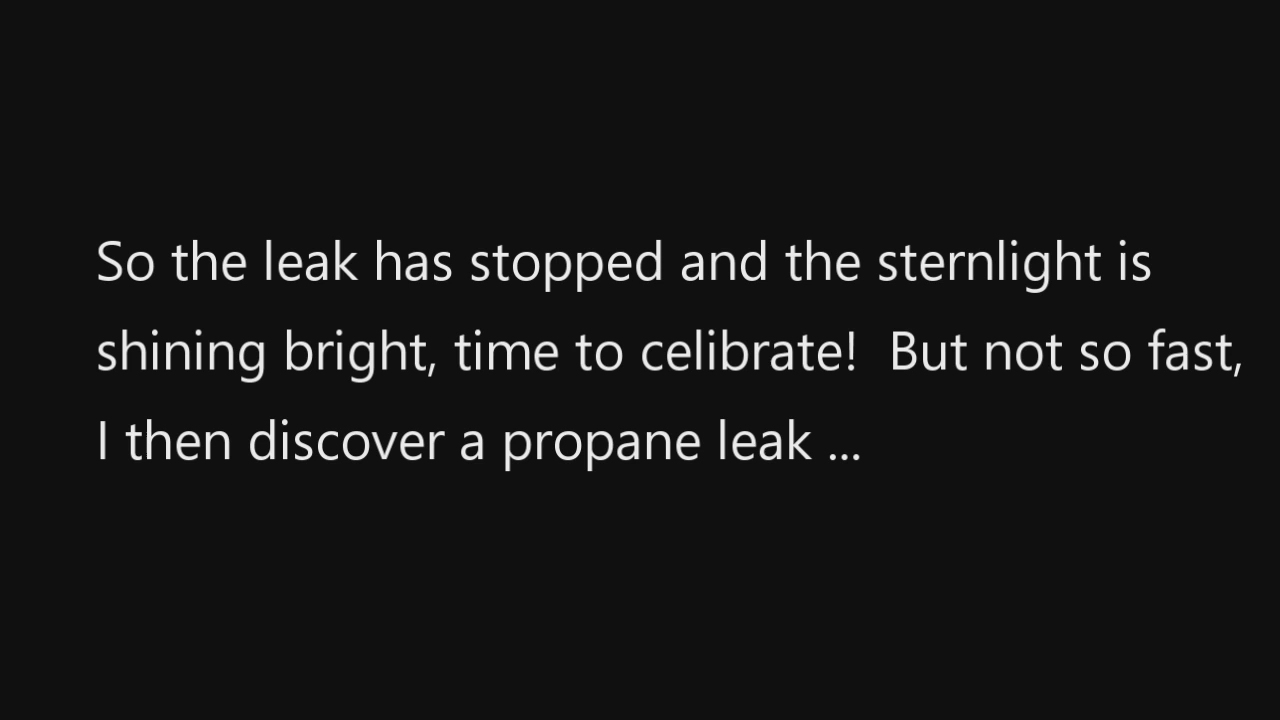 So the leak has stopped and the sternlight is
shining bright, time to celibrate!  But not so fast,
I then discover a propane leak ...